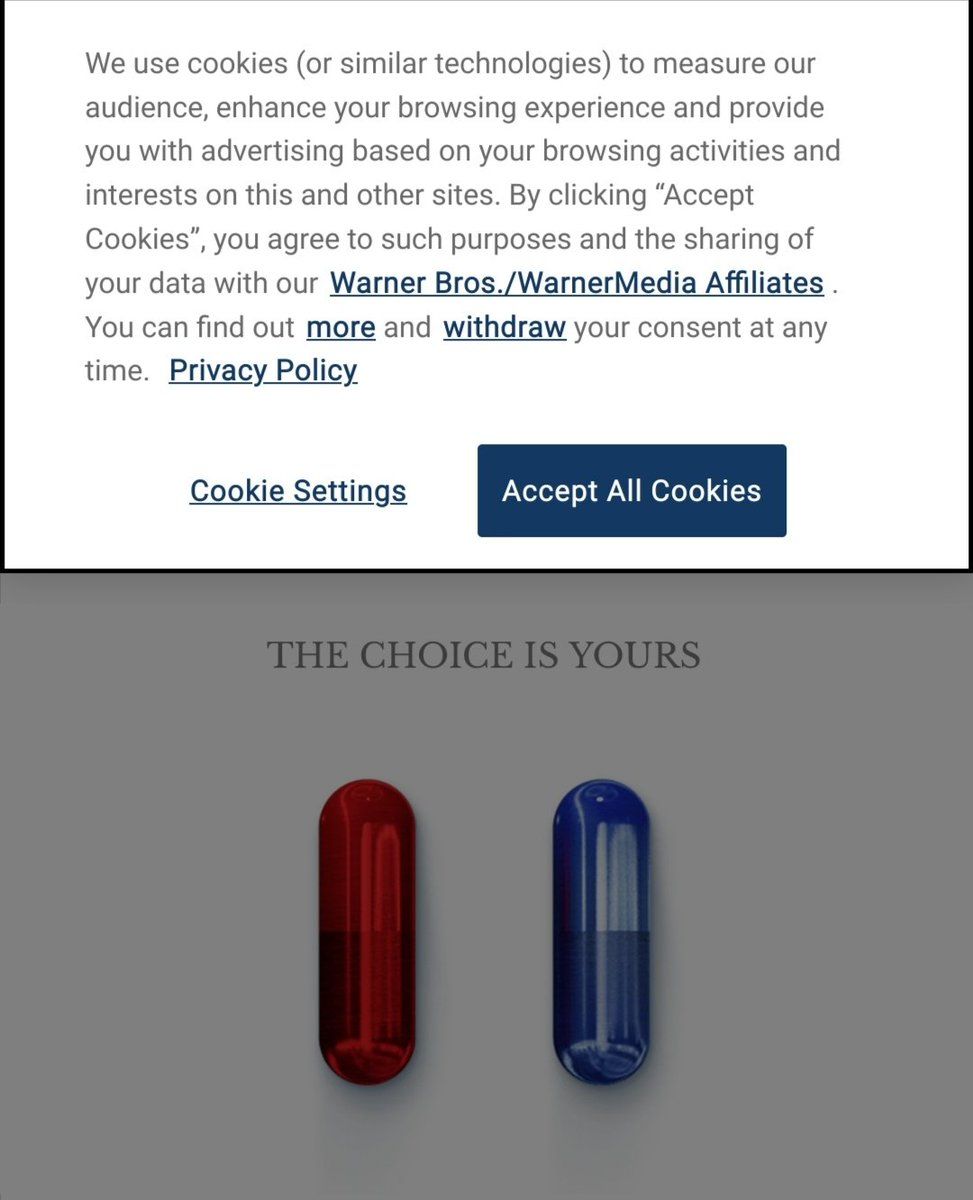 We use cookies (or similar technologies) to measure our
audience, enhance your browsing experience and provide
you with advertising based on your browsing activities and
interests on this and other sites. By clicking “Accept
Cookies”, you agree to such purposes and the sharing of
your data with our Warner Bros./WarnerMedia Affiliates .
You can find out more and withdraw your consent at any
time. Privacy Policy
Cookie Settings
Accept All Cookies
THE CHOICE IS YOURS